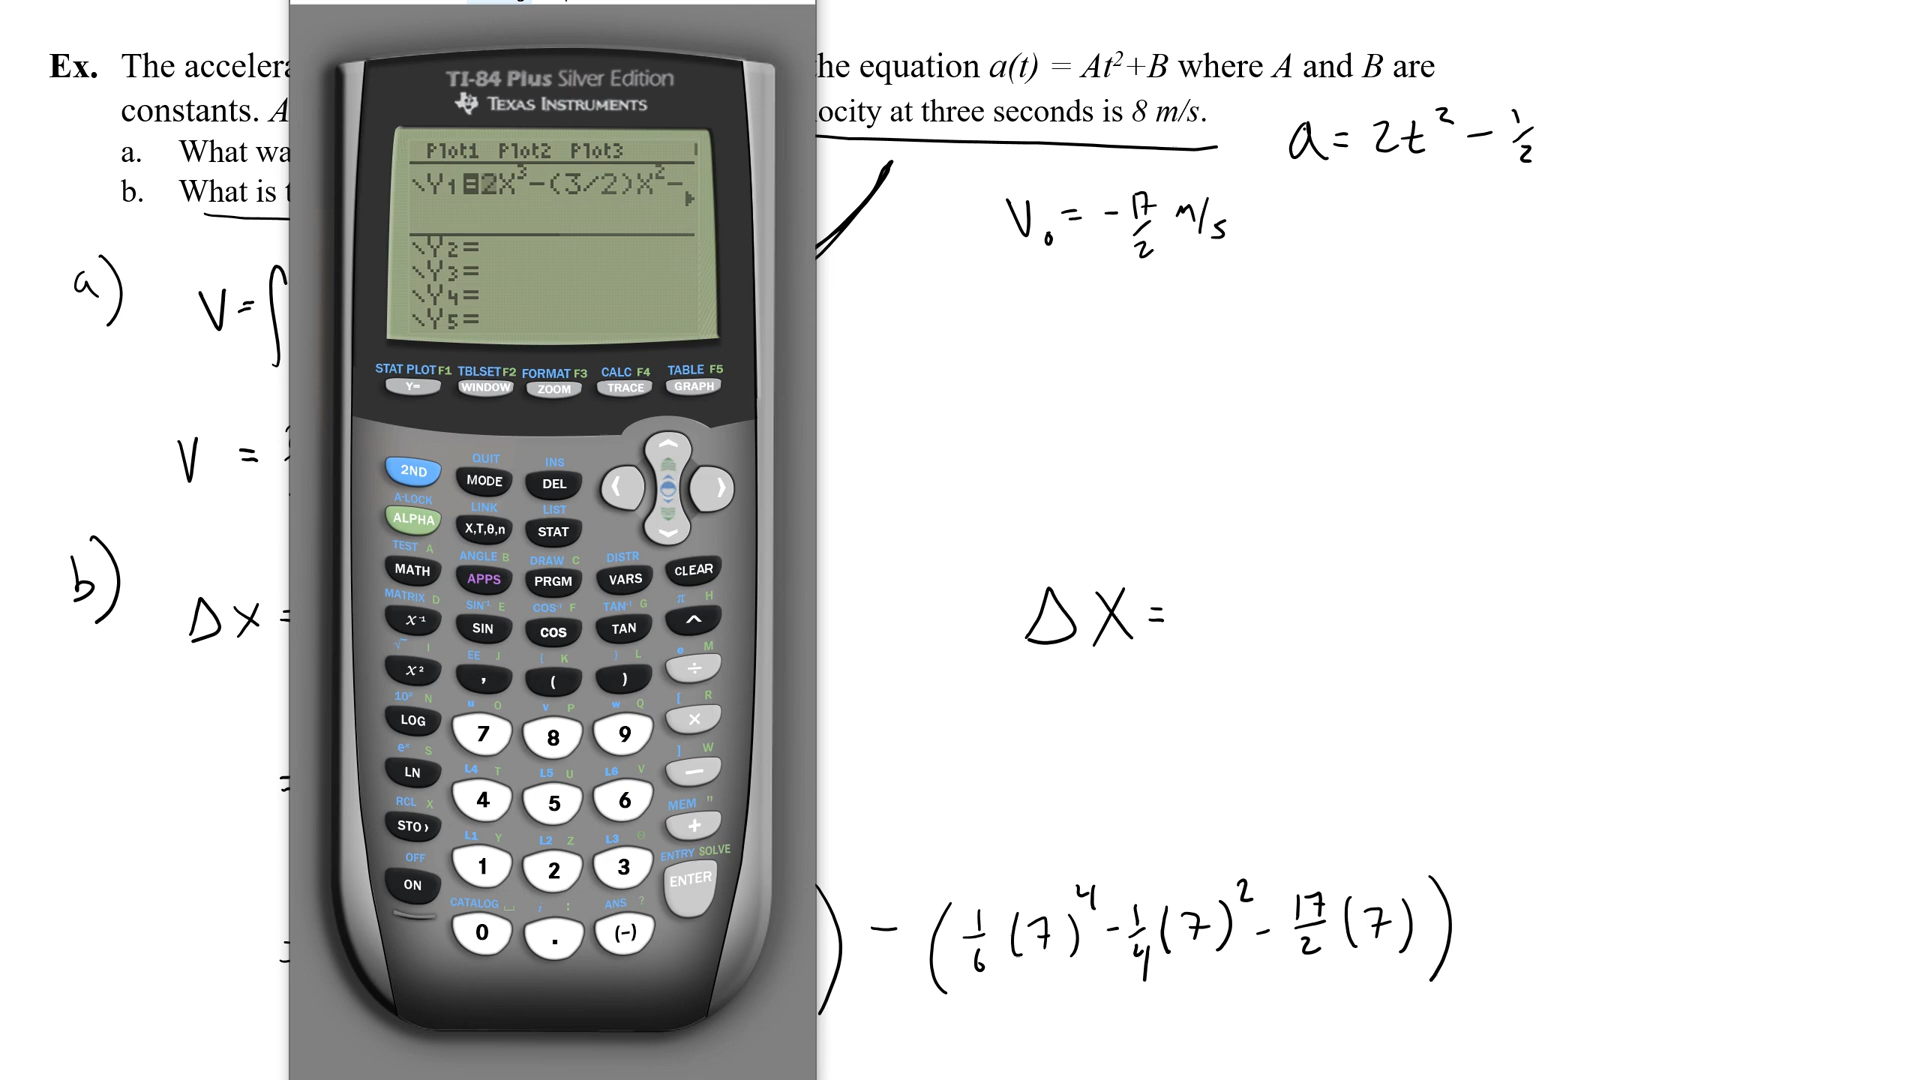 Ex. The acceler he equation a(t) = At²+B where A and B are
constants. A ocity at three seconds is 8 m/s.
a. What wa
b. What is t
a = 2t² - 1/2
V₀ = - 17/2 m/s
a) V = ∫
V =
b) Δx =
ΔX =
=
=
) - (1/6 (7)⁴ - 1/4 (7)² - 17/2 (7))
TI-84 Plus Silver Edition
TEXAS INSTRUMENTS
Plot1 Plot2 Plot3
\Y₁=2X³-(3/2)X²-
\Y₂=
\Y₃=
\Y₄=
\Y₅=
STAT PLOT F1 TBLSET F2 FORMAT F3 CALC F4 TABLE F5
Y= WINDOW ZOOM TRACE GRAPH
QUIT INS
2ND MODE DEL
A-LOCK LINK LIST
ALPHA X,T,θ,n STAT
TEST A ANGLE B DRAW C DISTR
MATH APPS PRGM VARS CLEAR
MATRIX D SIN⁻¹ E COS⁻¹ F TAN⁻¹ G π H
x⁻¹ SIN COS TAN ^
√ I EE J { K } L e M
x² , ( ) ÷
10ˣ N u O v P w Q [ R
LOG 7 8 9 ×
eˣ S L4 T L5 U L6 V ] W
LN 4 5 6 −
RCL X L1 Y L2 Z L3 θ MEM "
STO› 1 2 3 +
OFF ENTRY SOLVE
ON ENTER
CATALOG ␣ i : ANS ?
0 . (-)